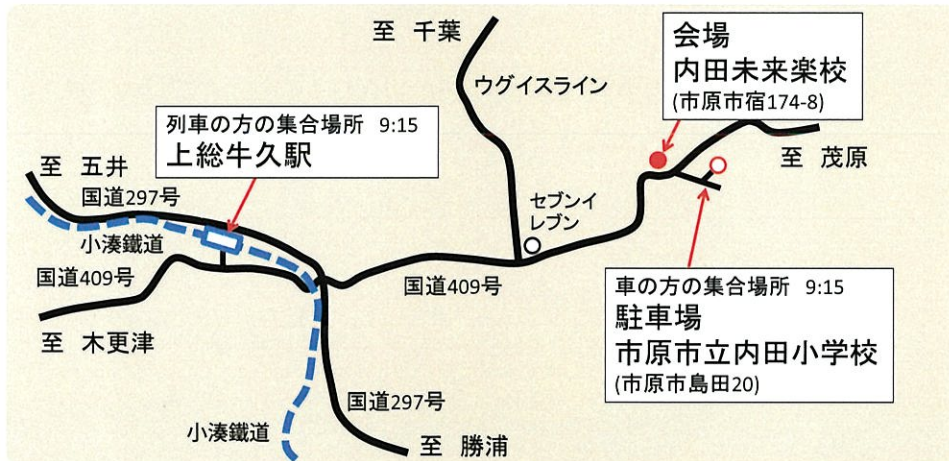 至 千葉
ウグイスライン
会場
内田未来楽校
(市原市宿174-8)
列車の方の集合場所 9:15
上総牛久駅
至 茂原
至 五井
国道297号
セブンイ
レブン
小湊鐵道
国道409号
国道409号
車の方の集合場所 9:15
駐車場
市原市立内田小学校
(市原市島田20)
至 木更津
国道297号
小湊鐵道
至 勝浦